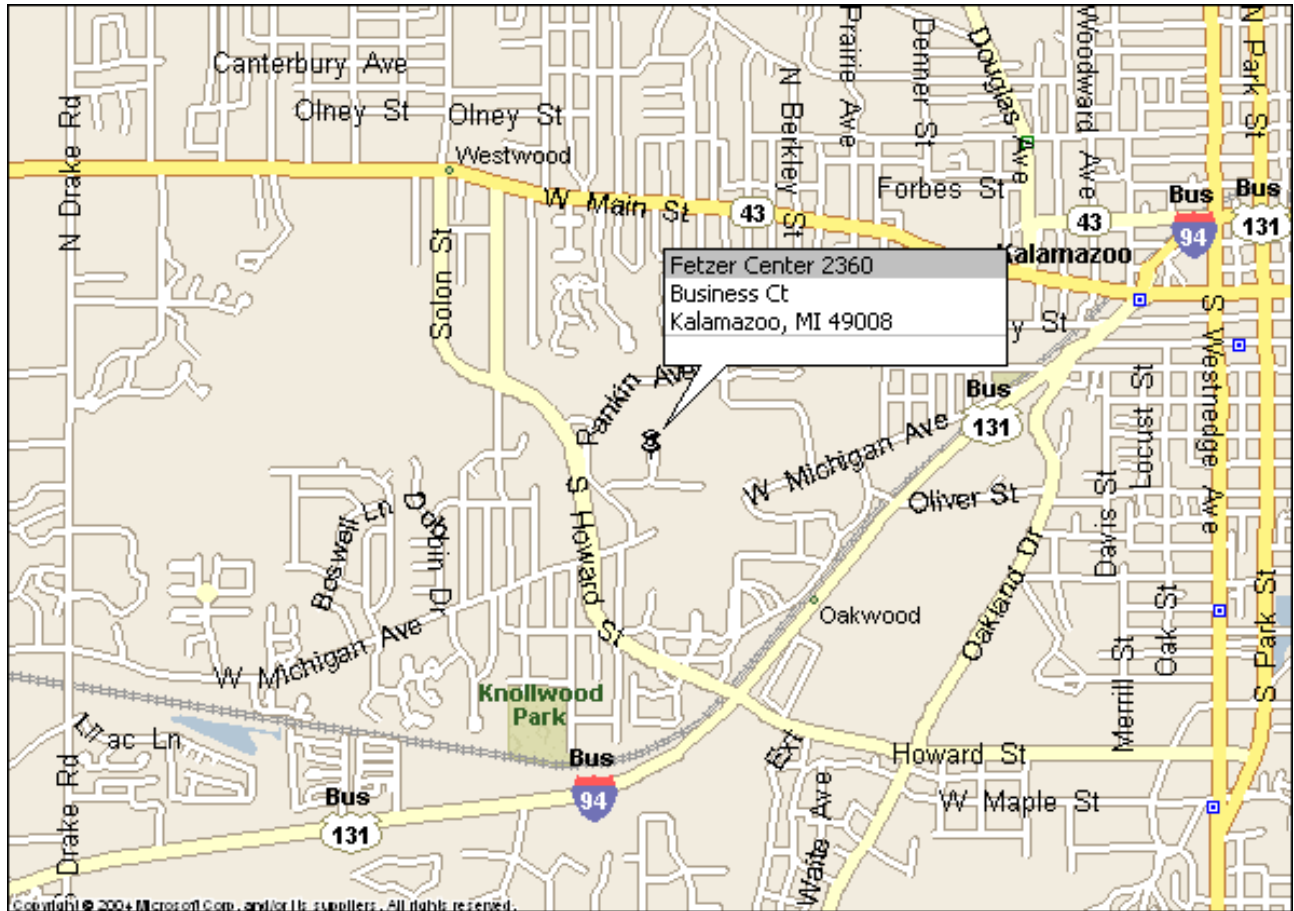 Canterbury Ave
Olney St
Olney St
Westwood
N Drake Rd
W Main St
43
N Berkley St
Prairie Ave
Denner St
Douglas Ave
Woodward Ave
N Park St
Forbes St
43
Bus
94
Bus
131
Kalamazoo
Fetzer Center 2360
Business Ct
Kalamazoo, MI 49008
y St
Solon St
Rankin Ave
Bus
131
S Westnedge Ave
Locust St
W Michigan Ave
Oliver St
Davis St
S Howard St
Boswell Ln
Dobbin Dr
Oakwood
Oakland Dr
Oak St
Merrill St
S Park St
W Michigan Ave
Knollwood
Park
Lilac Ln
Bus
94
Bus
131
Howard St
Ext
W Maple St
Waite Ave
S Drake Rd
Copyright © 2004 Microsoft Corp. and/or its suppliers. All rights reserved.